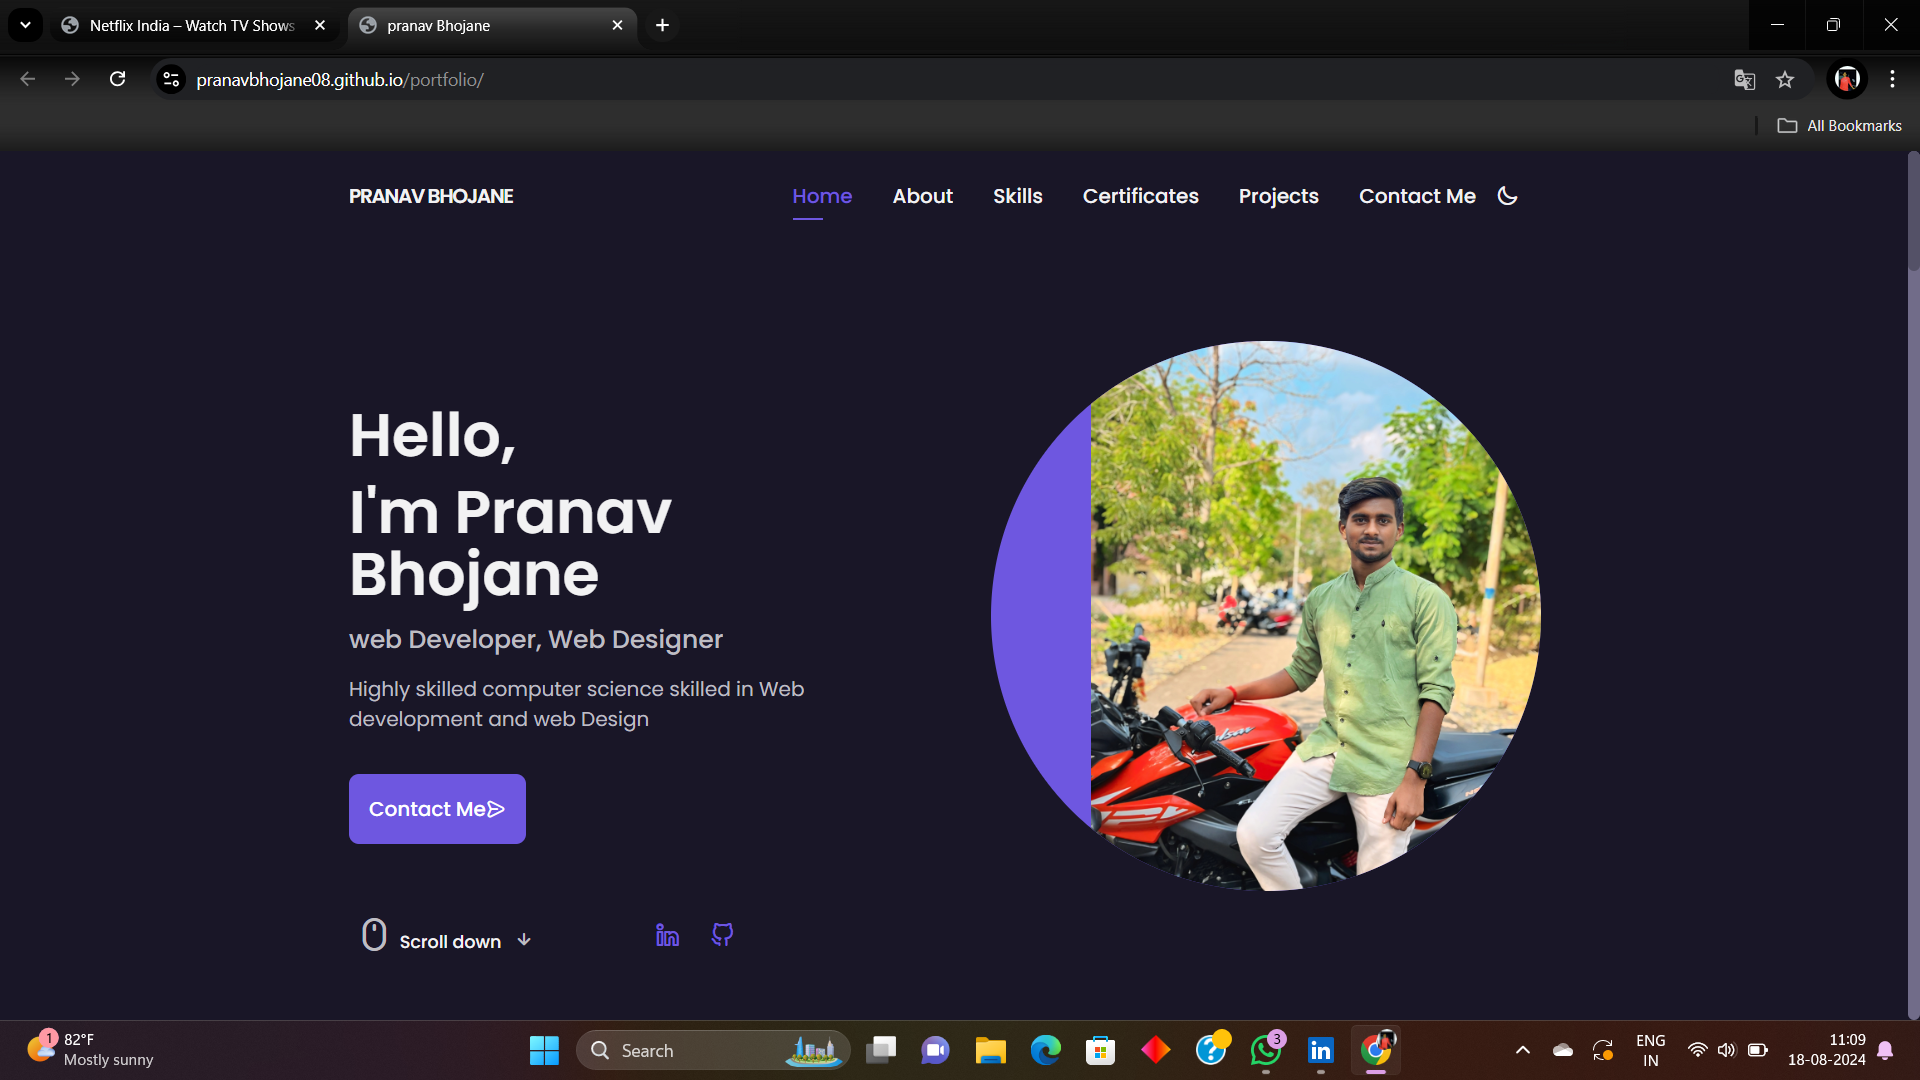 Netflix India – Watch TV Shows
pranav Bhojane
pranavbhojane08.github.io/portfolio/
All Bookmarks
PRANAV BHOJANE
Home
About
Skills
Certificates
Projects
Contact Me
Hello,
I'm Pranav
Bhojane
web Developer, Web Designer
Highly skilled computer science skilled in Web
development and web Design
Contact Me
Scroll down
1
82°F
Mostly sunny
Search
3
ENG
IN
11:09
18-08-2024